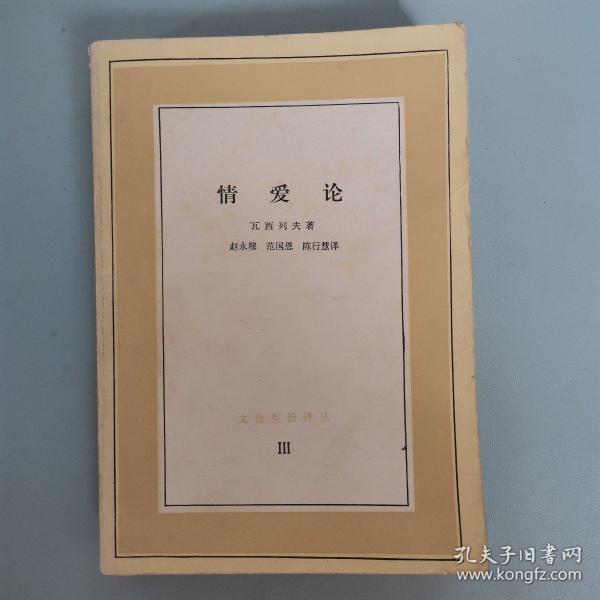 情爱论
瓦西列夫著
赵永穆 范国恩 陈行慧译
文化生活译丛
III
孔夫子旧书网
www.kongfz.com